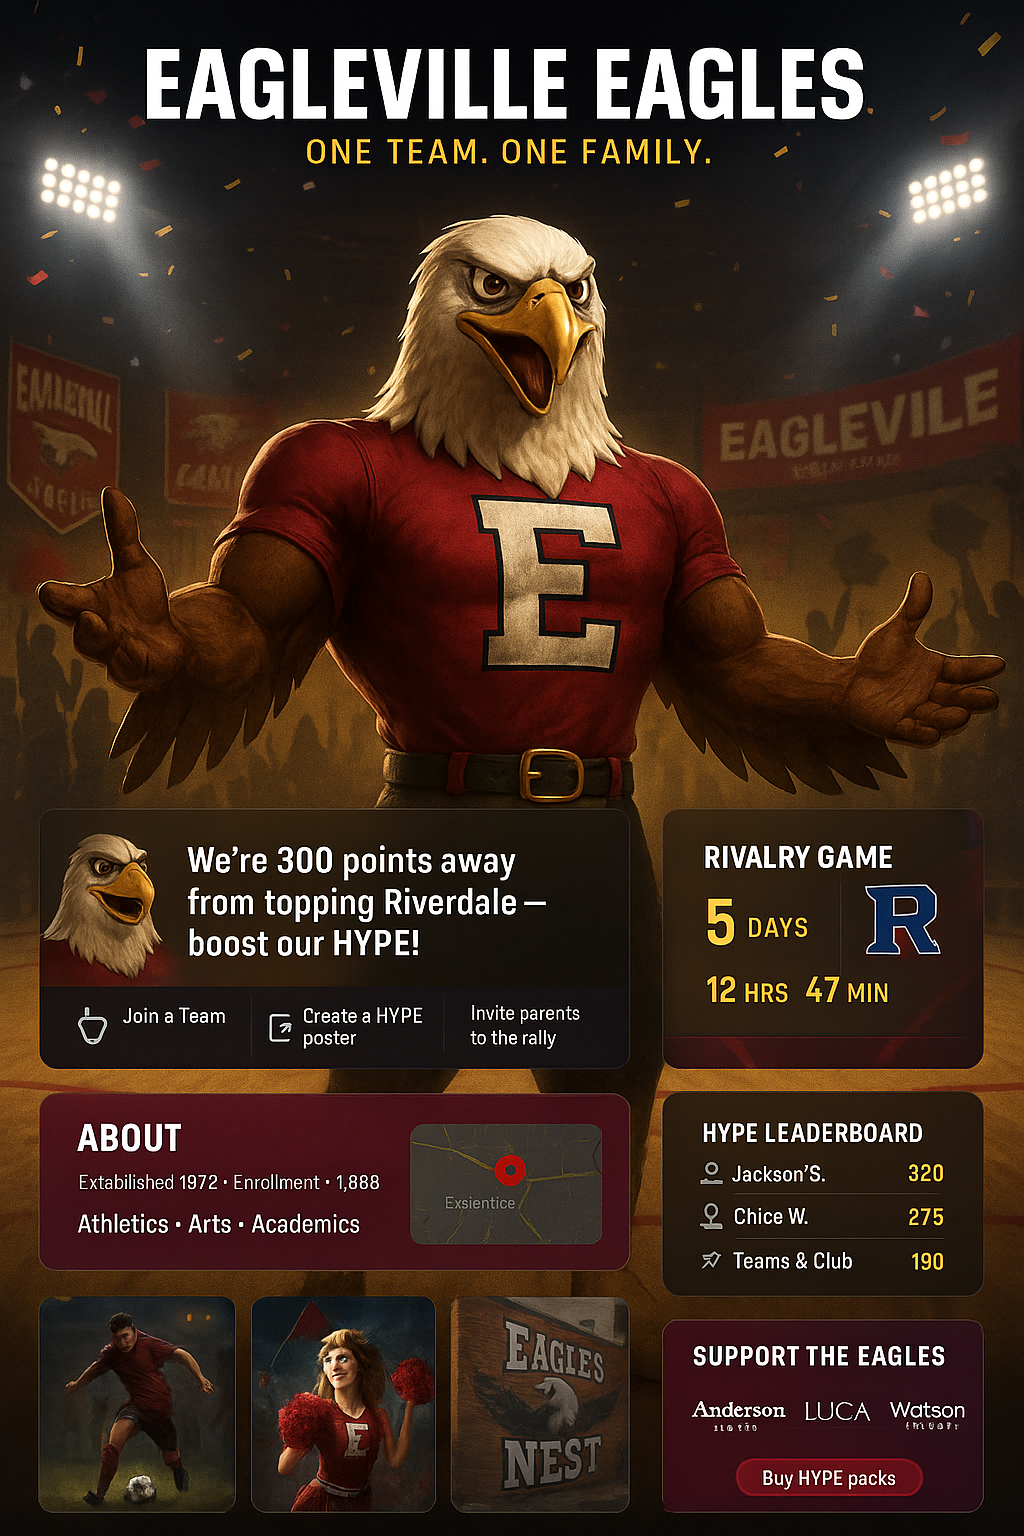 EAGLEVILLE EAGLES
ONE TEAM. ONE FAMILY.
EAGLEVILE
E
We're 300 points away
from topping Riverdale –
boost our HYPE!
Join a Team
Create a HYPE
poster
Invite parents
to the rally
RIVALRY GAME
5 DAYS
R
12 HRS 47 MIN
ABOUT
Extabilished 1972 • Enrollment • 1,888
Athletics • Arts • Academics
Exsientice
HYPE LEADERBOARD
Jackson'S. 320
Chice W. 275
Teams & Club 190
E
EAGLES
NEST
SUPPORT THE EAGLES
Anderson LUCA Watson
Buy HYPE packs